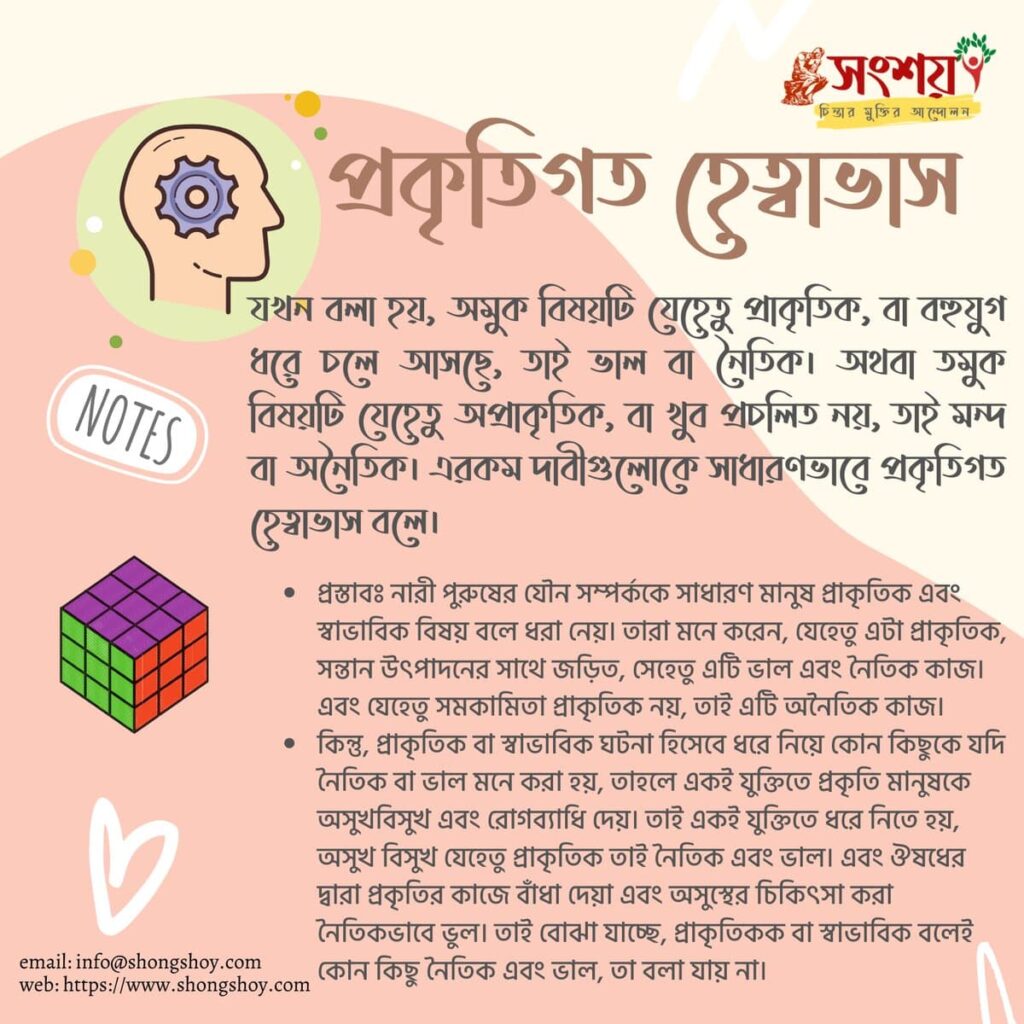 সংশয়
চিন্তার মুক্তির আন্দোলন
প্রকৃতিগত হেত্বাভাস
যখন বলা হয়, অমুক বিষয়টি যেহেতু প্রাকৃতিক, বা বহুযুগ
ধরে চলে আসছে, তাই ভাল বা নৈতিক। অথবা তমুক
বিষয়টি যেহেতু অপ্রাকৃতিক, বা খুব প্রচলিত নয়, তাই মন্দ
বা অনৈতিক। এরকম দাবীগুলোকে সাধারণভাবে প্রকৃতিগত
হেত্বাভাস বলে।
NOTES
• প্রস্তাবঃ নারী পুরুষের যৌন সম্পর্ককে সাধারণ মানুষ প্রাকৃতিক এবং
স্বাভাবিক বিষয় বলে ধরা নেয়। তারা মনে করেন, যেহেতু এটা প্রাকৃতিক,
সন্তান উৎপাদনের সাথে জড়িত, সেহেতু এটি ভাল এবং নৈতিক কাজ।
এবং যেহেতু সমকামিতা প্রাকৃতিক নয়, তাই এটি অনৈতিক কাজ।
• কিন্তু, প্রাকৃতিক বা স্বাভাবিক ঘটনা হিসেবে ধরে নিয়ে কোন কিছুকে যদি
নৈতিক বা ভাল মনে করা হয়, তাহলে একই যুক্তিতে প্রকৃতি মানুষকে
অসুখবিসুখ এবং রোগব্যাধি দেয়। তাই একই যুক্তিতে ধরে নিতে হয়,
অসুখ বিসুখ যেহেতু প্রাকৃতিক তাই নৈতিক এবং ভাল। এবং ঔষধের
দ্বারা প্রকৃতির কাজে বাঁধা দেয়া এবং অসুস্থের চিকিৎসা করা
নৈতিকভাবে ভুল। তাই বোঝা যাচ্ছে, প্রাকৃতিকক বা স্বাভাবিক বলেই
কোন কিছু নৈতিক এবং ভাল, তা বলা যায় না।
email: info@shongshoy.com
web: https://www.shongshoy.com